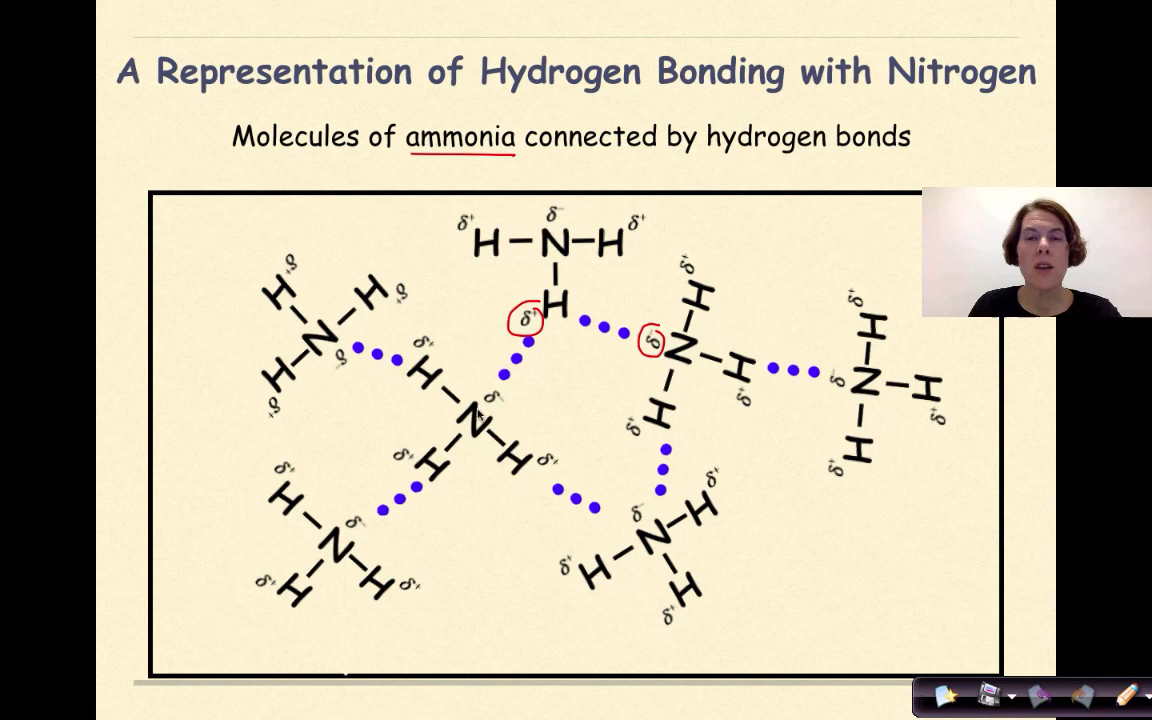 A Representation of Hydrogen Bonding with Nitrogen
Molecules of ammonia connected by hydrogen bonds
δ⁺ H – N – H δ⁺
δ⁻
H δ⁺
δ⁺ H
H δ⁺
N δ⁻
H δ⁺
δ⁺ H
N δ⁻
δ⁺ H
H δ⁺
δ⁺ H
δ⁻ N – H δ⁺
H δ⁺
δ⁺ H
δ⁻ N – H δ⁺
H δ⁺
δ⁺ H
N δ⁻
δ⁺ H
H δ⁺
δ⁻ N – H δ⁺
δ⁺ H
H δ⁺